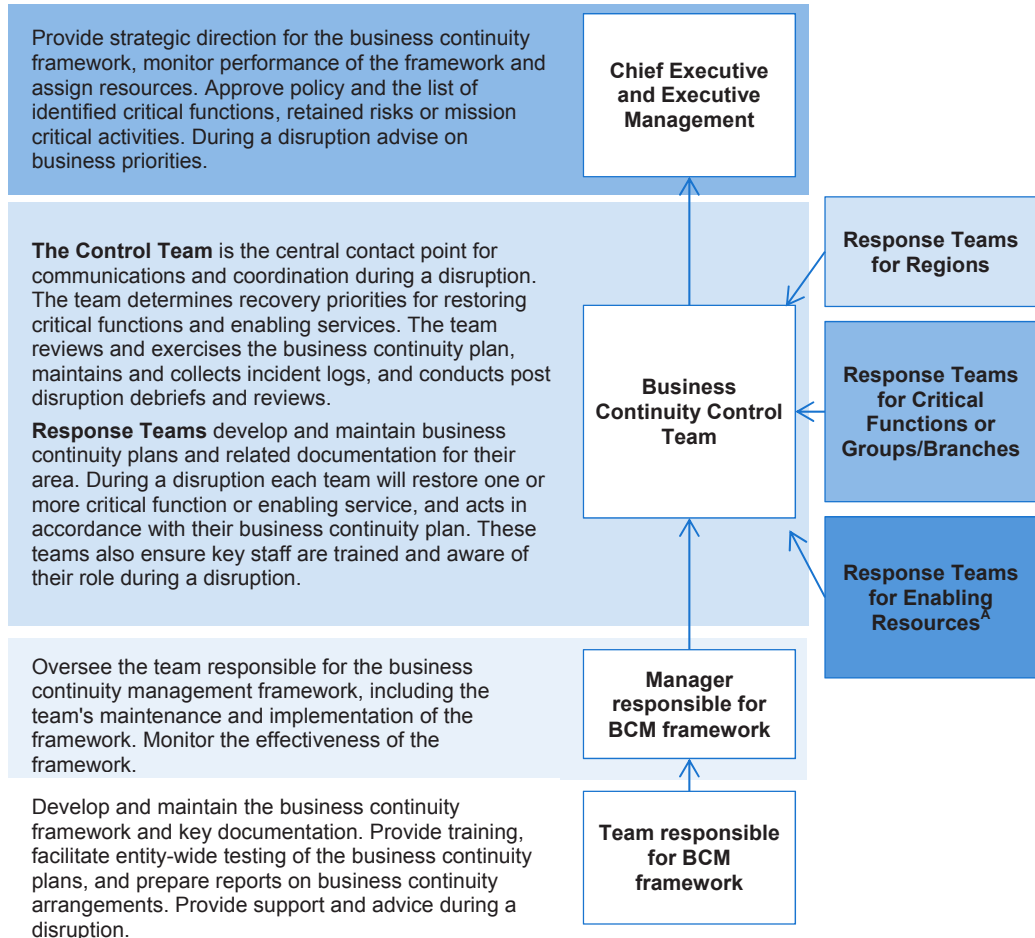 Provide strategic direction for the business continuity
framework, monitor performance of the framework and
assign resources. Approve policy and the list of
identified critical functions, retained risks or mission
critical activities. During a disruption advise on
business priorities.
Chief Executive
and Executive
Management
The Control Team is the central contact point for
communications and coordination during a disruption.
The team determines recovery priorities for restoring
critical functions and enabling services. The team
reviews and exercises the business continuity plan,
maintains and collects incident logs, and conducts post
disruption debriefs and reviews.
Response Teams develop and maintain business
continuity plans and related documentation for their
area. During a disruption each team will restore one or
more critical function or enabling service, and acts in
accordance with their business continuity plan. These
teams also ensure key staff are trained and aware of
their role during a disruption.
Business
Continuity Control
Team
Response Teams
for Regions
Response Teams
for Critical
Functions or
Groups/Branches
Response Teams
for Enabling
Resources^A
Oversee the team responsible for the business
continuity management framework, including the
team's maintenance and implementation of the
framework. Monitor the effectiveness of the
framework.
Manager
responsible for
BCM framework
Develop and maintain the business continuity
framework and key documentation. Provide training,
facilitate entity-wide testing of the business continuity
plans, and prepare reports on business continuity
arrangements. Provide support and advice during a
disruption.
Team responsible
for BCM
framework